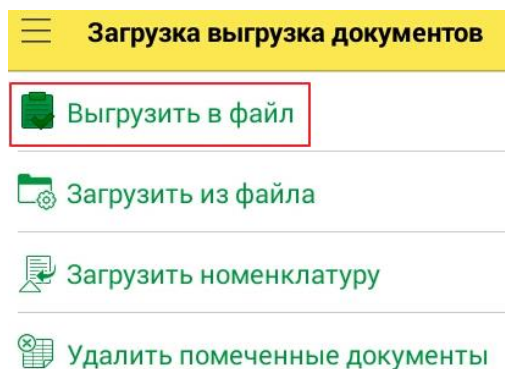 Загрузка выгрузка документов
Выгрузить в файл
Загрузить из файла
Загрузить номенклатуру
Удалить помеченные документы